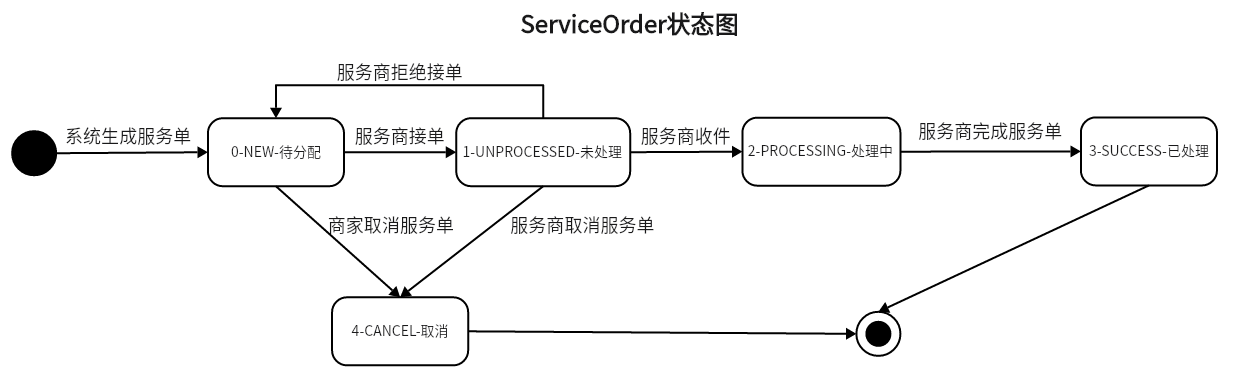 ServiceOrder状态图
服务商拒绝接单
系统生成服务单
0-NEW-待分配
服务商接单
1-UNPROCESSED-未处理
服务商收件
2-PROCESSING-处理中
服务商完成服务单
3-SUCCESS-已处理
商家取消服务单
服务商取消服务单
4-CANCEL-取消